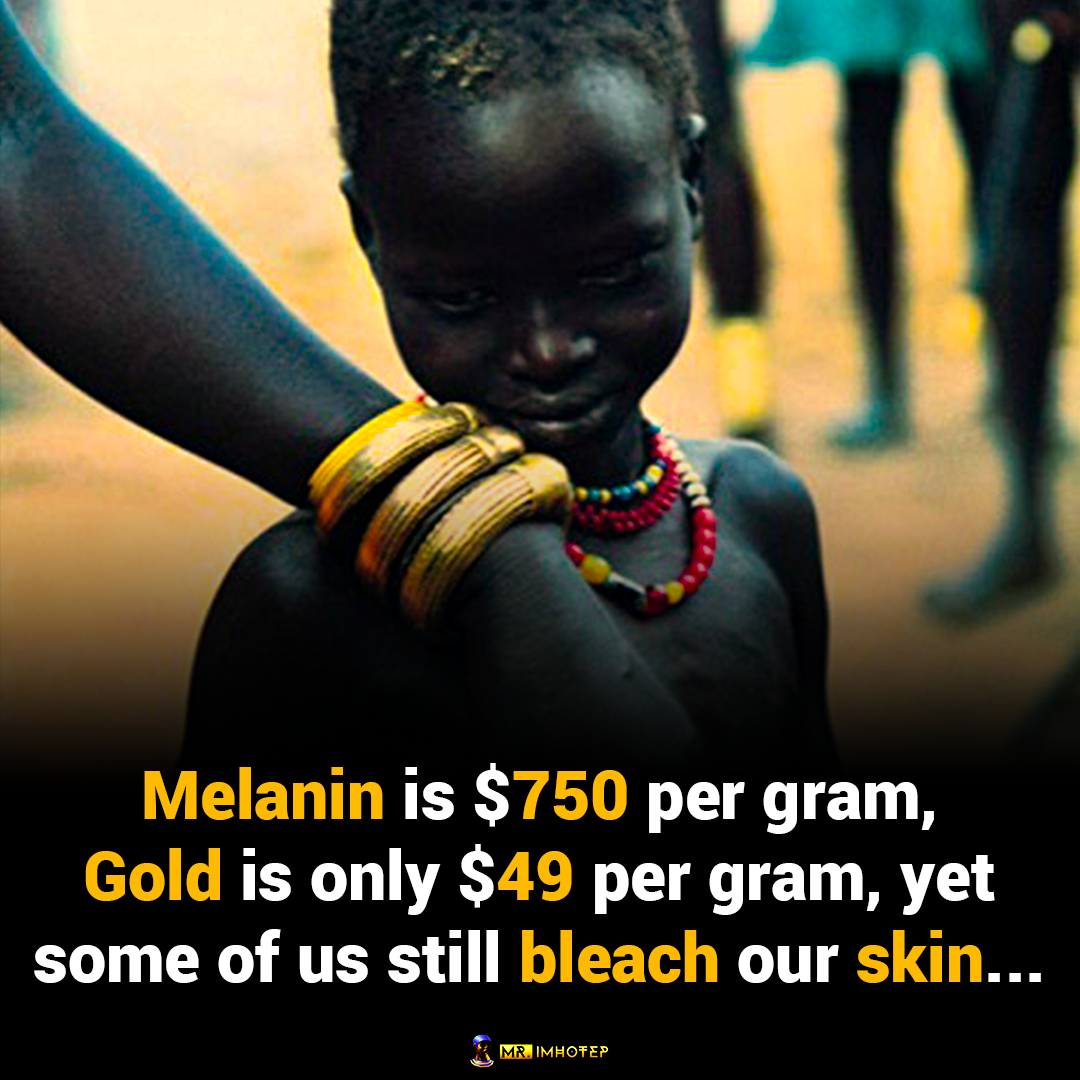 Melanin is $750 per gram,
Gold is only $49 per gram, yet
some of us still bleach our skin...
MR. IMHOTEP